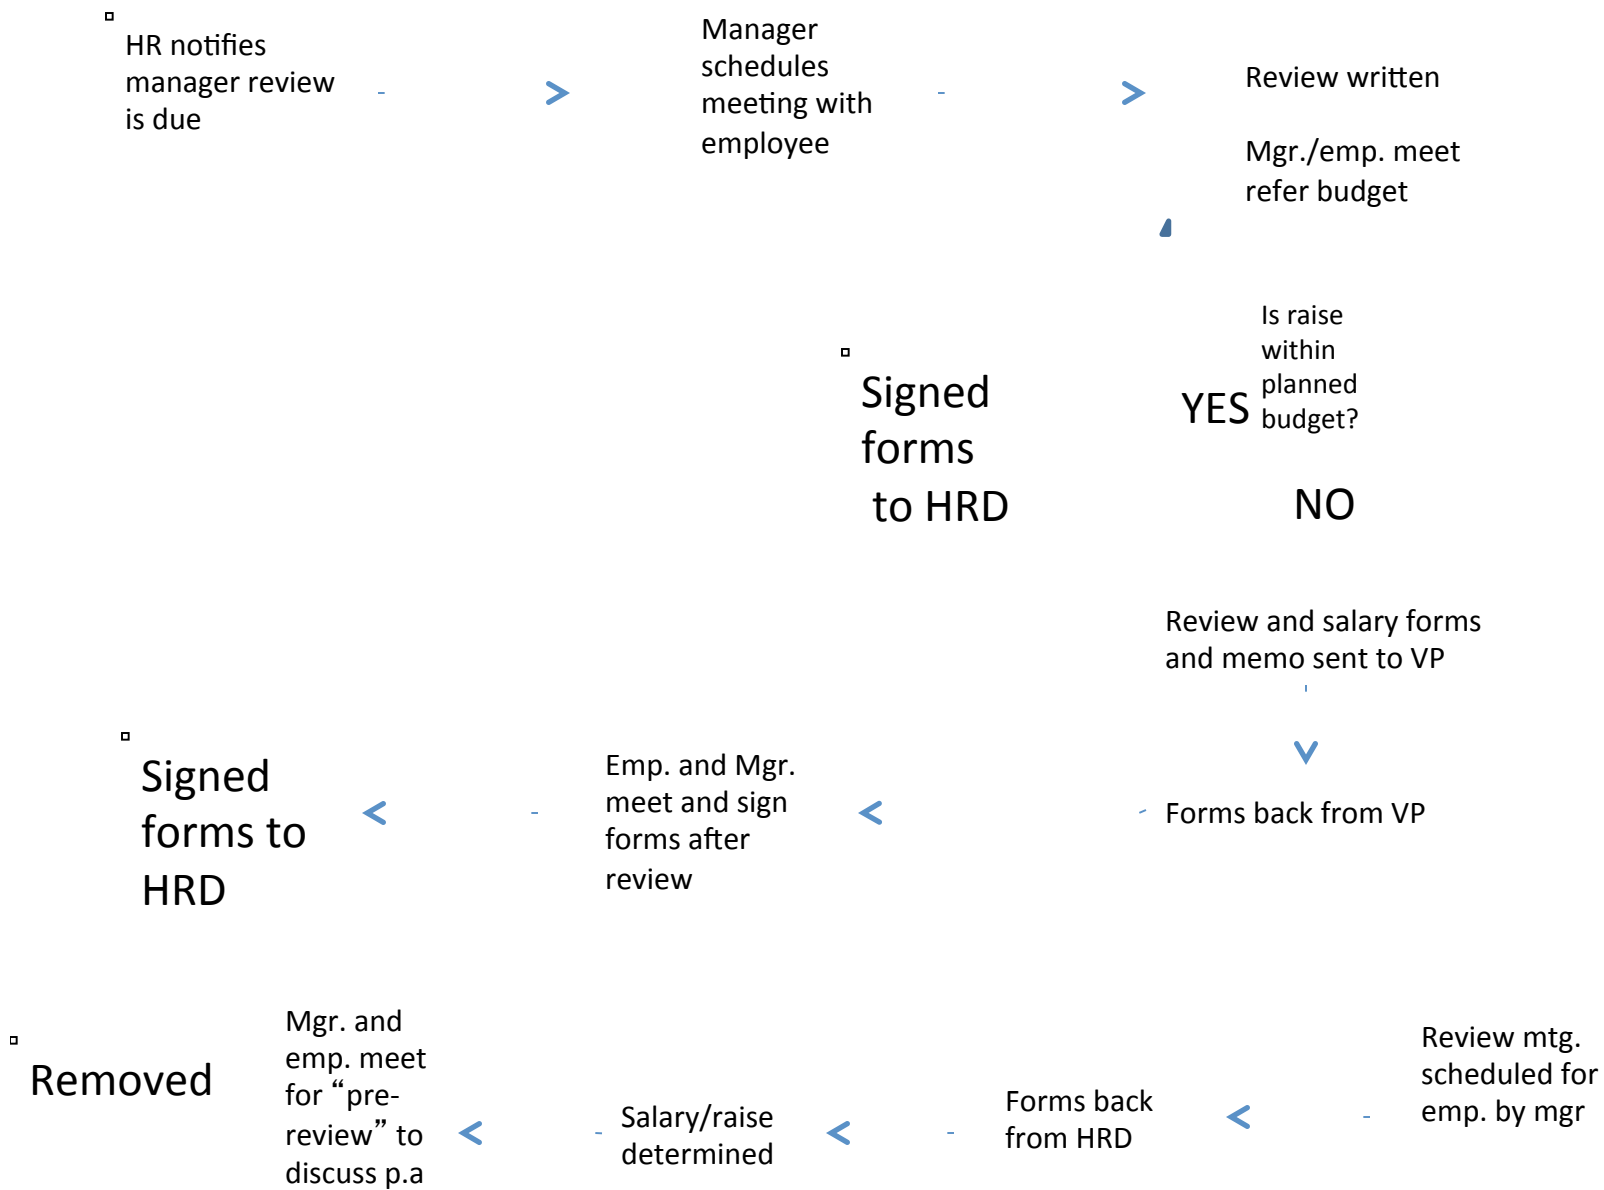 HR notifies
manager review
is due
Manager
schedules
meeting with
employee
Review written
Mgr./emp. meet
refer budget
Is raise
within
planned
budget?
YES
NO
Signed
forms
to HRD
Review and salary forms
and memo sent to VP
Forms back from VP
Emp. and Mgr.
meet and sign
forms after
review
Signed
forms to
HRD
Removed
Mgr. and
emp. meet
for “pre-
review” to
discuss p.a
Salary/raise
determined
Forms back
from HRD
Review mtg.
scheduled for
emp. by mgr